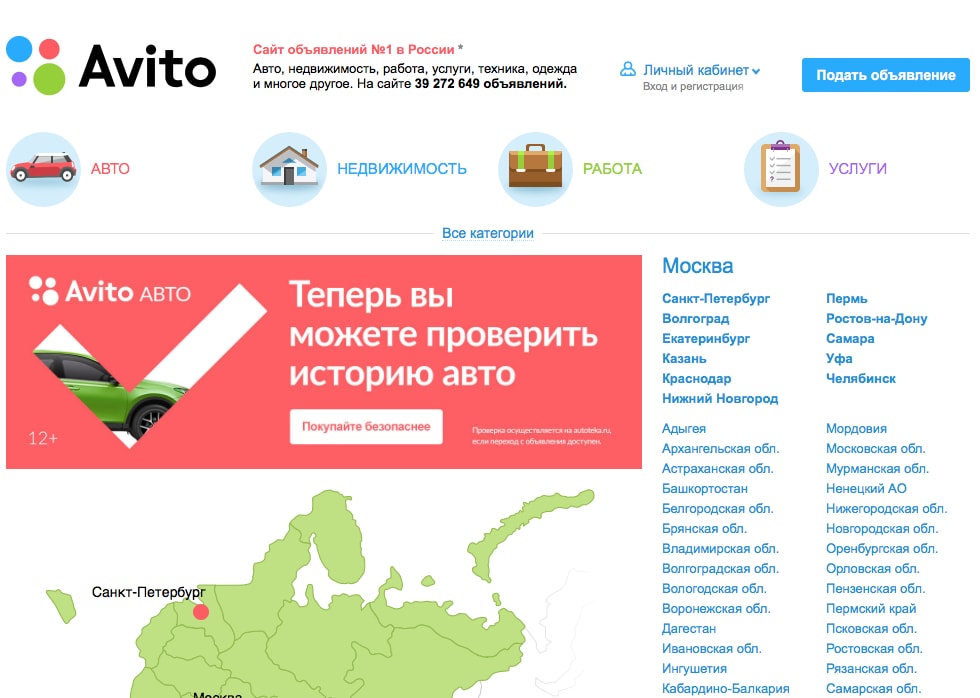 Avito
Сайт объявлений №1 в России *
Авто, недвижимость, работа, услуги, техника, одежда
и многое другое. На сайте 39 272 649 объявлений.
Личный кабинет
Вход и регистрация
Подать объявление
АВТО
НЕДВИЖИМОСТЬ
РАБОТА
УСЛУГИ
Все категории
Avito АВТО
Теперь вы
можете проверить
историю авто
Покупайте безопаснее
Проверка осуществляется на autoteka.ru,
если переход с объявления доступен.
12+
Санкт-Петербург
Москва
Москва
Санкт-Петербург
Волгоград
Екатеринбург
Казань
Краснодар
Нижний Новгород
Пермь
Ростов-на-Дону
Самара
Уфа
Челябинск
Адыгея
Архангельская обл.
Астраханская обл.
Башкортостан
Белгородская обл.
Брянская обл.
Владимирская обл.
Волгоградская обл.
Вологодская обл.
Воронежская обл.
Дагестан
Ивановская обл.
Ингушетия
Кабардино-Балкария
Мордовия
Московская обл.
Мурманская обл.
Ненецкий АО
Нижегородская обл.
Новгородская обл.
Оренбургская обл.
Орловская обл.
Пензенская обл.
Пермский край
Псковская обл.
Ростовская обл.
Рязанская обл.
Самарская обл.